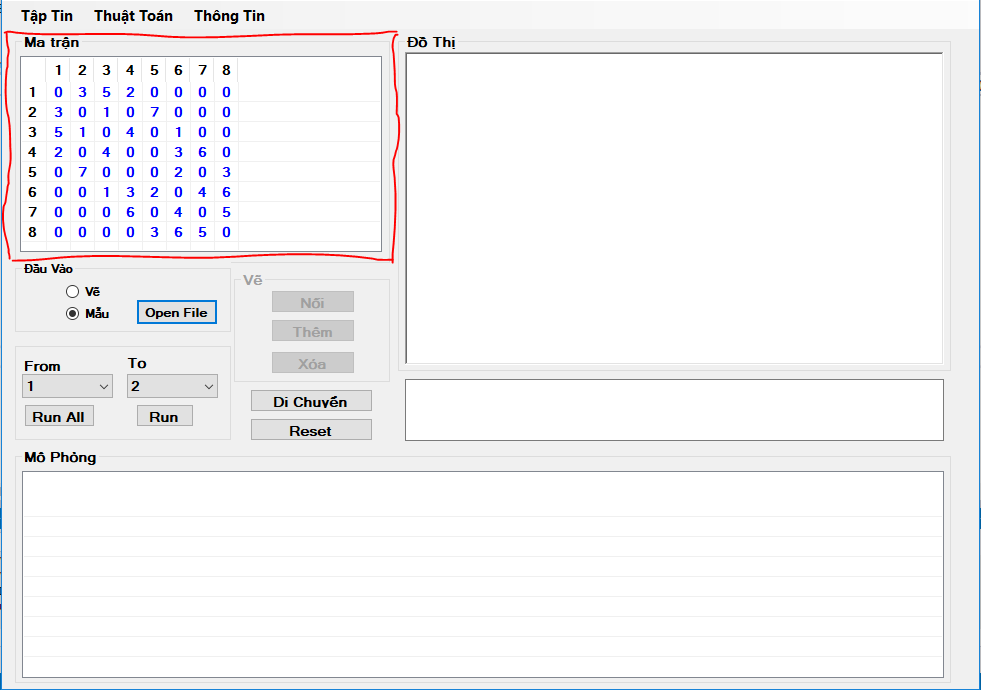 Tập Tin Thuật Toán Thông Tin
Ma trận
1 2 3 4 5 6 7 8
1 0 3 5 2 0 0 0 0
2 3 0 1 0 7 0 0 0
3 5 1 0 4 0 1 0 0
4 2 0 4 0 0 3 6 0
5 0 7 0 0 0 2 0 3
6 0 0 1 3 2 0 4 6
7 0 0 0 6 0 4 0 5
8 0 0 0 0 3 6 5 0
Đồ Thị
Đầu Vào
Vẽ
Mẫu
Open File
Vẽ
Nối
Thêm
Xóa
From To
1 2
Run All Run
Di Chuyển
Reset
Mô Phỏng